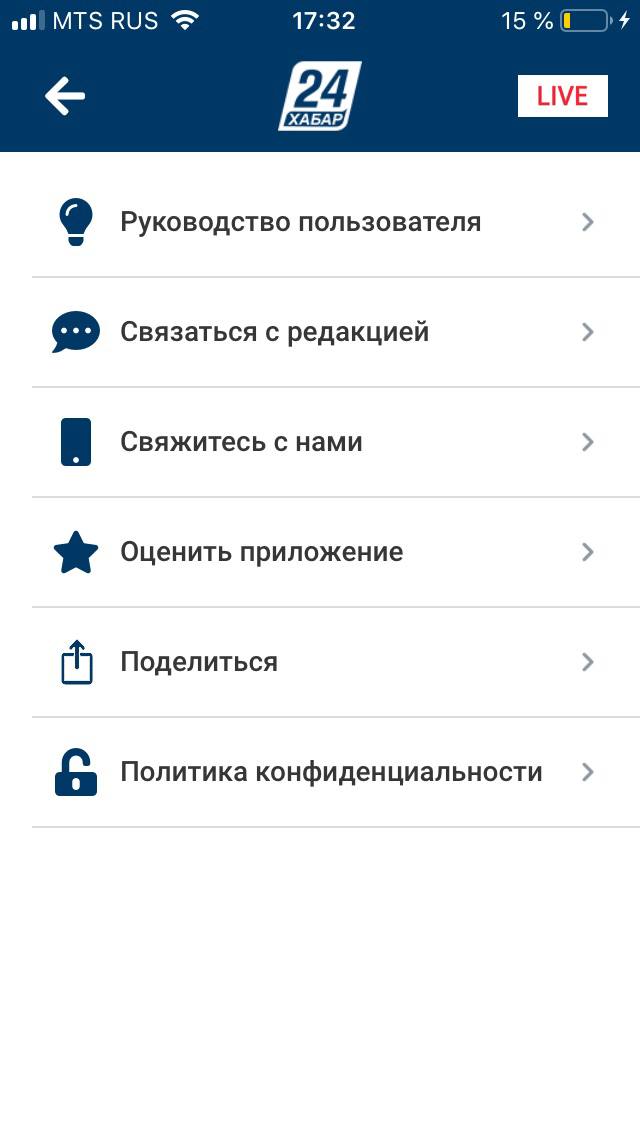 MTS RUS 17:32 15 %
24
ХАБАР
LIVE
Руководство пользователя
Связаться с редакцией
Свяжитесь с нами
Оценить приложение
Поделиться
Политика конфиденциальности